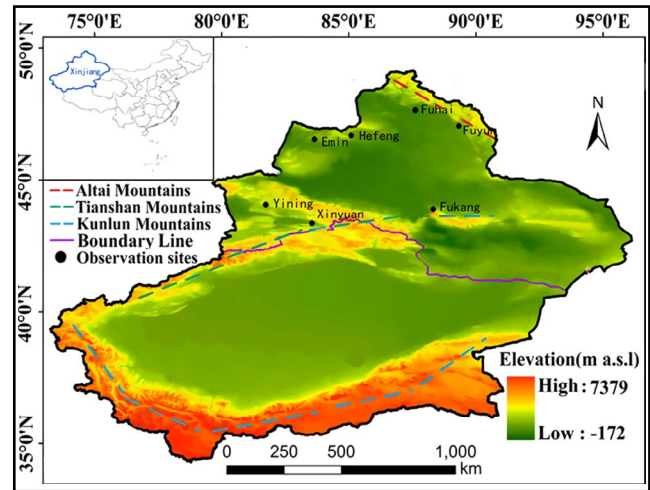 75°0'E 80°0'E 85°0'E 90°0'E 95°0'E
50°0'N
45°0'N
40°0'N
35°0'N
Xinjiang
N
Fuhai
Fuyun
Hefeng
Emin
Yining
Xinyuan
Fukang
Altai Mountains
Tianshan Mountains
Kunlun Mountains
Boundary Line
Observation sites
Elevation(m a.s.l)
High : 7379
Low : -172
0 250 500 1,000
km